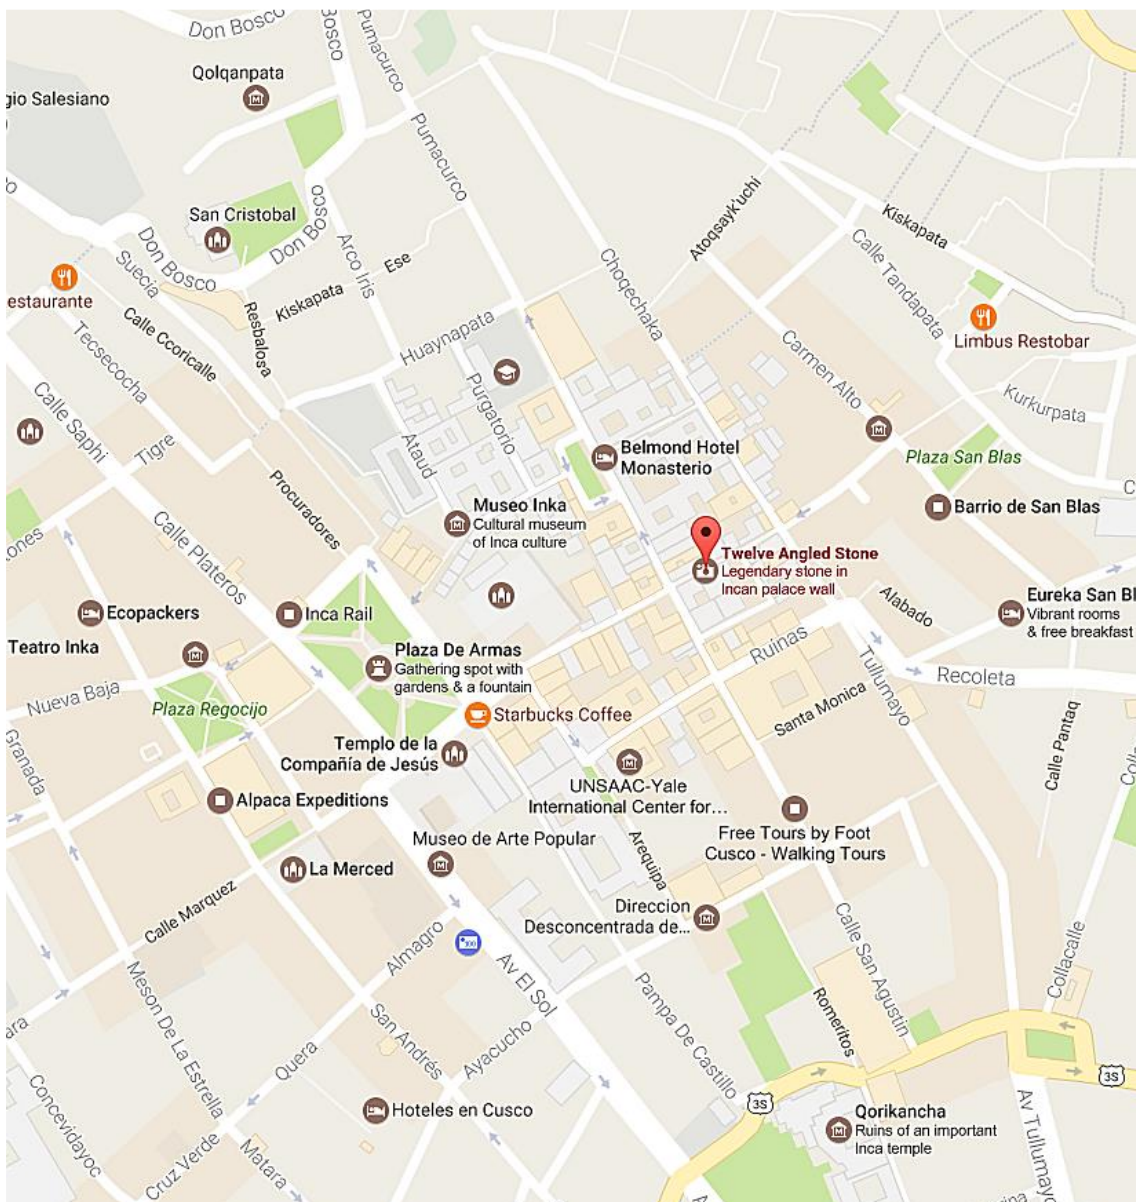 Don Bosco
Don Bosco
Pumacurco
Qolqanpata
gio Salesiano
Pumacurco
San Cristobal
Don Bosco
Don Bosco
Suecia
Don Bosco
Arco Iris
Ese
Kiskapata
Resbalosa
Calle Ccoricalle
estaurante
Tecsecocha
Huaynapata
Choqechaka
Atoqsayk'uchi
Kiskapata
Calle Tandapata
Limbus Restobar
Carmen Alto
Kurkurpata
Purgatorio
Ataud
Calle Saphi
Tigre
Procuradores
Belmond Hotel
Monasterio
Plaza San Blas
Barrio de San Blas
Museo Inka
Cultural museum
of Inca culture
Calle Plateros
Twelve Angled Stone
Legendary stone in
Incan palace wall
Alabado
Eureka San Bl
Vibrant rooms
& free breakfast
Ecopackers
Inca Rail
Teatro Inka
Plaza De Armas
Gathering spot with
gardens & a fountain
Ruinas
Tullumayo
Recoleta
Nueva Baja
Plaza Regocijo
Starbucks Coffee
Santa Monica
Granada
Templo de la
Compañía de Jesús
Calle Pantaq
UNSAAC-Yale
International Center for...
Alpaca Expeditions
Museo de Arte Popular
Arequipa
Free Tours by Foot
Cusco - Walking Tours
La Merced
Calle Marquez
Direccion
Desconcentrada de...
Almagro
Av El Sol
Calle San Agustin
Collacalle
Meson De La Estrella
San Andrés
Ayacucho
Quera
Pampa De Castillo
Romeritos
3S
3S
Hoteles en Cusco
Qorikancha
Ruins of an important
Inca temple
Av Tullumayo
Concevidayoc
Cruz Verde
Matara